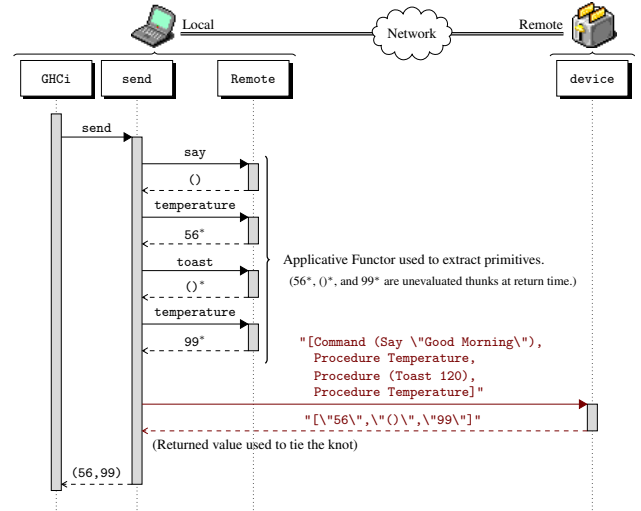 Local
Network
Remote
GHCi
send
Remote
device
send
say
()
temperature
56*
toast
()*
temperature
99*
Applicative Functor used to extract primitives.
(56*, ()*, and 99* are unevaluated thunks at return time.)
"[Command (Say \"Good Morning\"),
Procedure Temperature,
Procedure (Toast 120),
Procedure Temperature]"
"[\"56\",\"()\",\"99\"]"
(Returned value used to tie the knot)
(56,99)